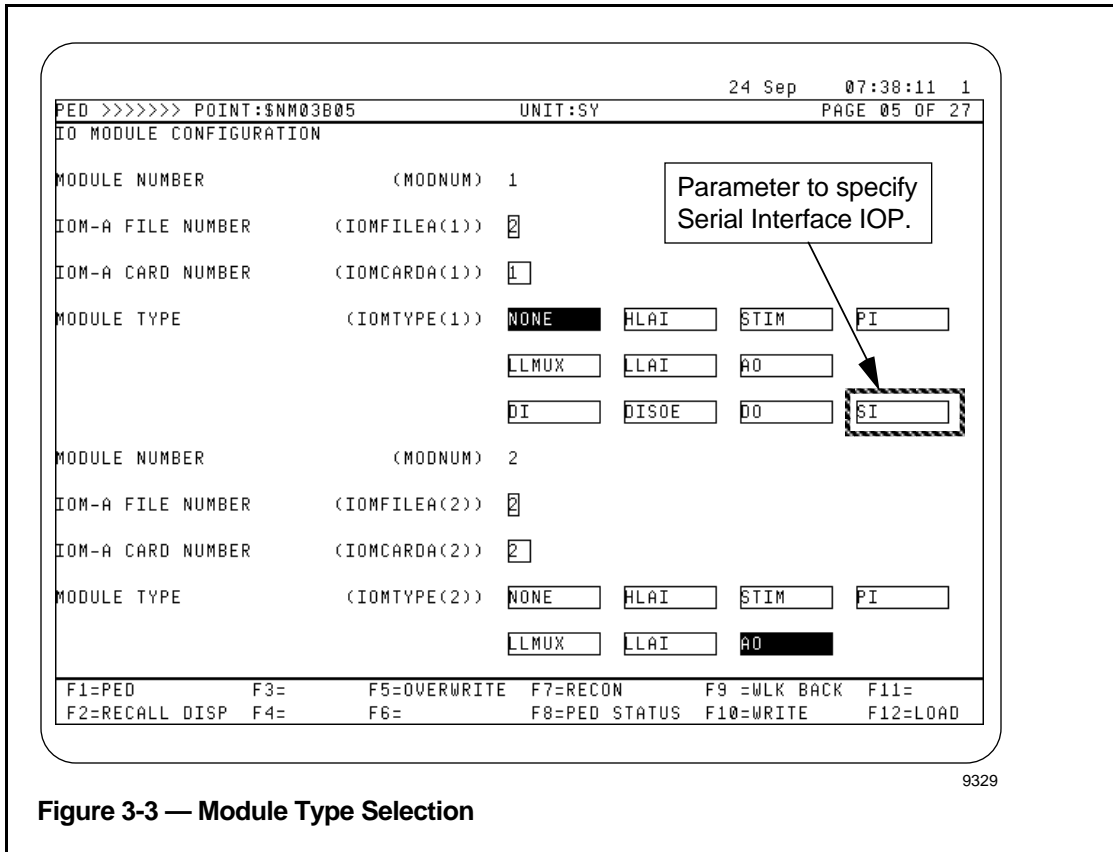 24 Sep 07:38:11 1
PED >>>>>>> POINT:$NM03B05 UNIT:SY PAGE 05 OF 27
IO MODULE CONFIGURATION
MODULE NUMBER (MODNUM) 1
Parameter to specify
Serial Interface IOP.
IOM-A FILE NUMBER (IOMFILEA(1)) 2
IOM-A CARD NUMBER (IOMCARDA(1)) 1
MODULE TYPE (IOMTYPE(1)) NONE HLAI STIM PI
LLMUX LLAI AO
DI DISOE DO SI
MODULE NUMBER (MODNUM) 2
IOM-A FILE NUMBER (IOMFILEA(2)) 2
IOM-A CARD NUMBER (IOMCARDA(2)) 2
MODULE TYPE (IOMTYPE(2)) NONE HLAI STIM PI
LLMUX LLAI AO
F1=PED F3= F5=OVERWRITE F7=RECON F9 =WLK BACK F11=
F2=RECALL DISP F4= F6= F8=PED STATUS F10=WRITE F12=LOAD
9329
Figure 3-3 — Module Type Selection